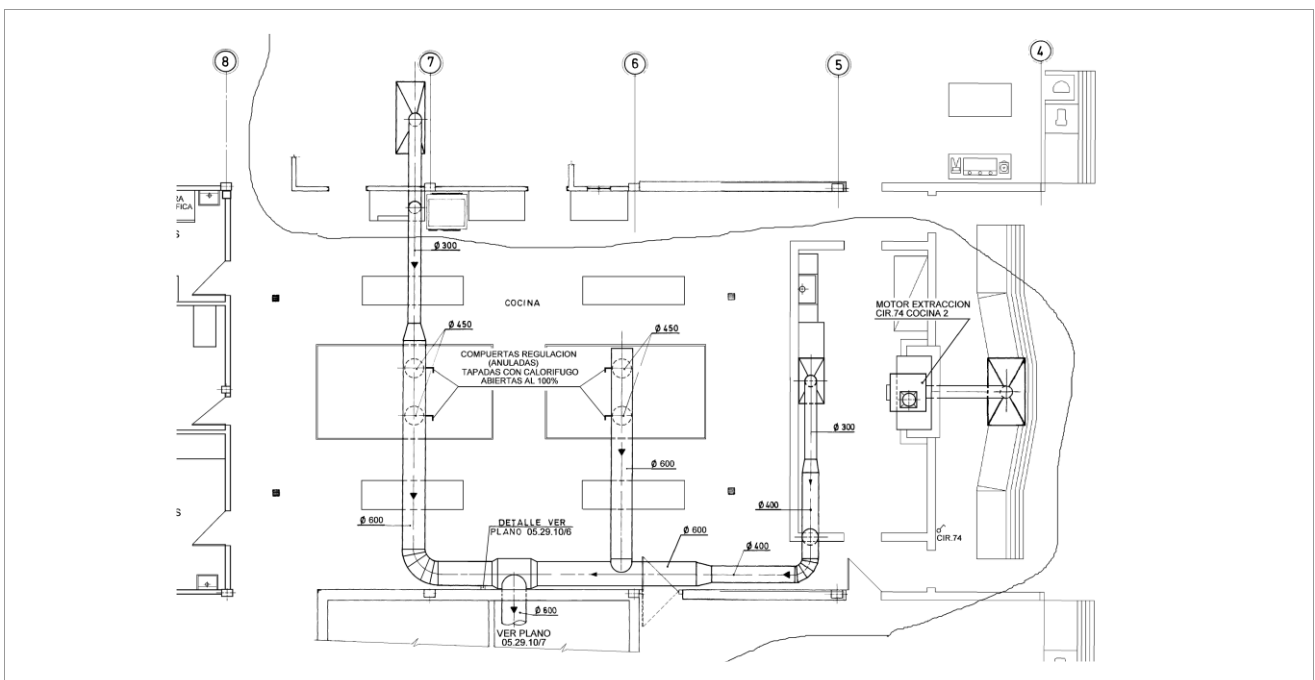 8
7
6
5
4
RA
IFICA
S
Ø 300
COCINA
MOTOR EXTRACCION
CIR.74 COCINA 2
Ø 450
Ø 450
COMPUERTAS REGULACION
(ANULADAS)
TAPADAS CON CALORIFUGO
ABIERTAS AL 100%
Ø 300
Ø 600
S
Ø 600
DETALLE VER
PLANO 05.29.10/6
Ø 600
Ø 400
Ø 400
CIR.74
VER PLANO
05.29.10/7